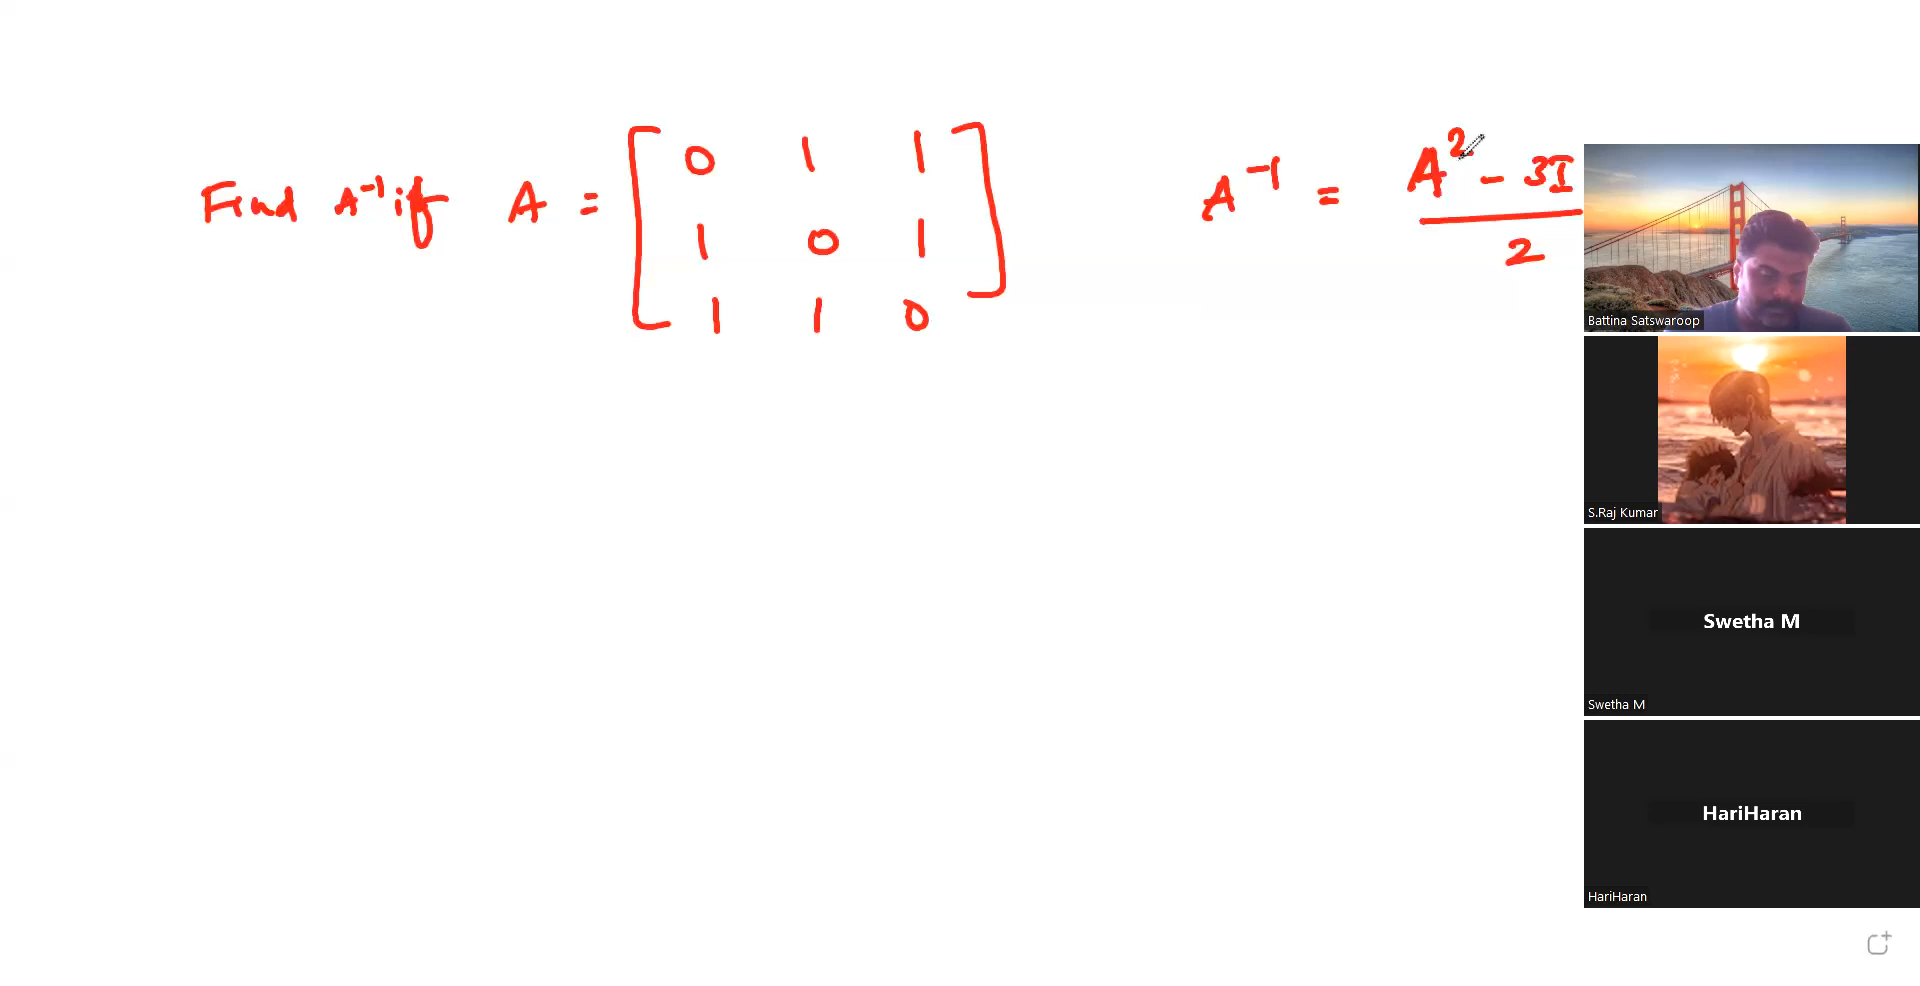 Find A⁻¹ if A = [ 0 1 1
1 0 1
1 1 0 ]
A⁻¹ = A² - 3I
2
Battina Satswaroop
S.Raj Kumar
Swetha M
Swetha M
HariHaran
HariHaran